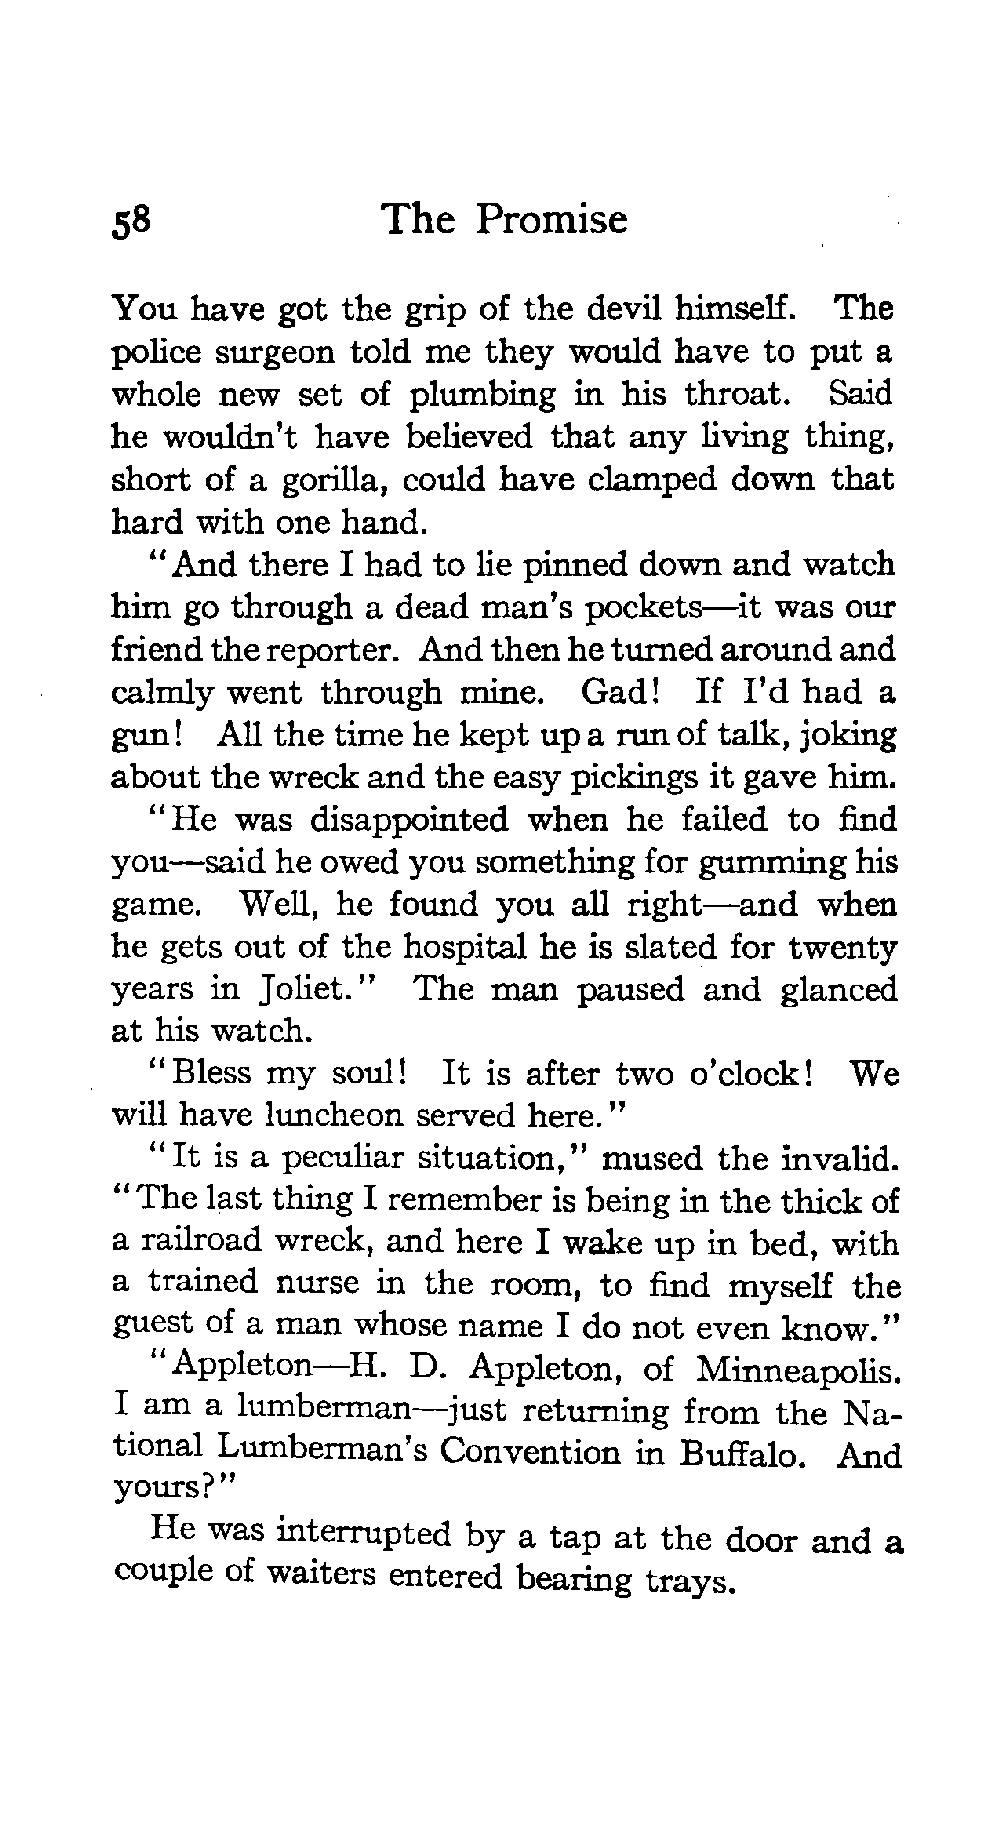 58 The Promise
You have got the grip of the devil himself. The
police surgeon told me they would have to put a
whole new set of plumbing in his throat. Said
he wouldn't have believed that any living thing,
short of a gorilla, could have clamped down that
hard with one hand.
"And there I had to lie pinned down and watch
him go through a dead man's pockets—it was our
friend the reporter. And then he turned around and
calmly went through mine. Gad! If I'd had a
gun! All the time he kept up a run of talk, joking
about the wreck and the easy pickings it gave him.
"He was disappointed when he failed to find
you—said he owed you something for gumming his
game. Well, he found you all right—and when
he gets out of the hospital he is slated for twenty
years in Joliet." The man paused and glanced
at his watch.
"Bless my soul! It is after two o'clock! We
will have luncheon served here."
"It is a peculiar situation," mused the invalid.
"The last thing I remember is being in the thick of
a railroad wreck, and here I wake up in bed, with
a trained nurse in the room, to find myself the
guest of a man whose name I do not even know."
"Appleton—H. D. Appleton, of Minneapolis.
I am a lumberman—just returning from the Na-
tional Lumberman's Convention in Buffalo. And
yours?"
He was interrupted by a tap at the door and a
couple of waiters entered bearing trays.